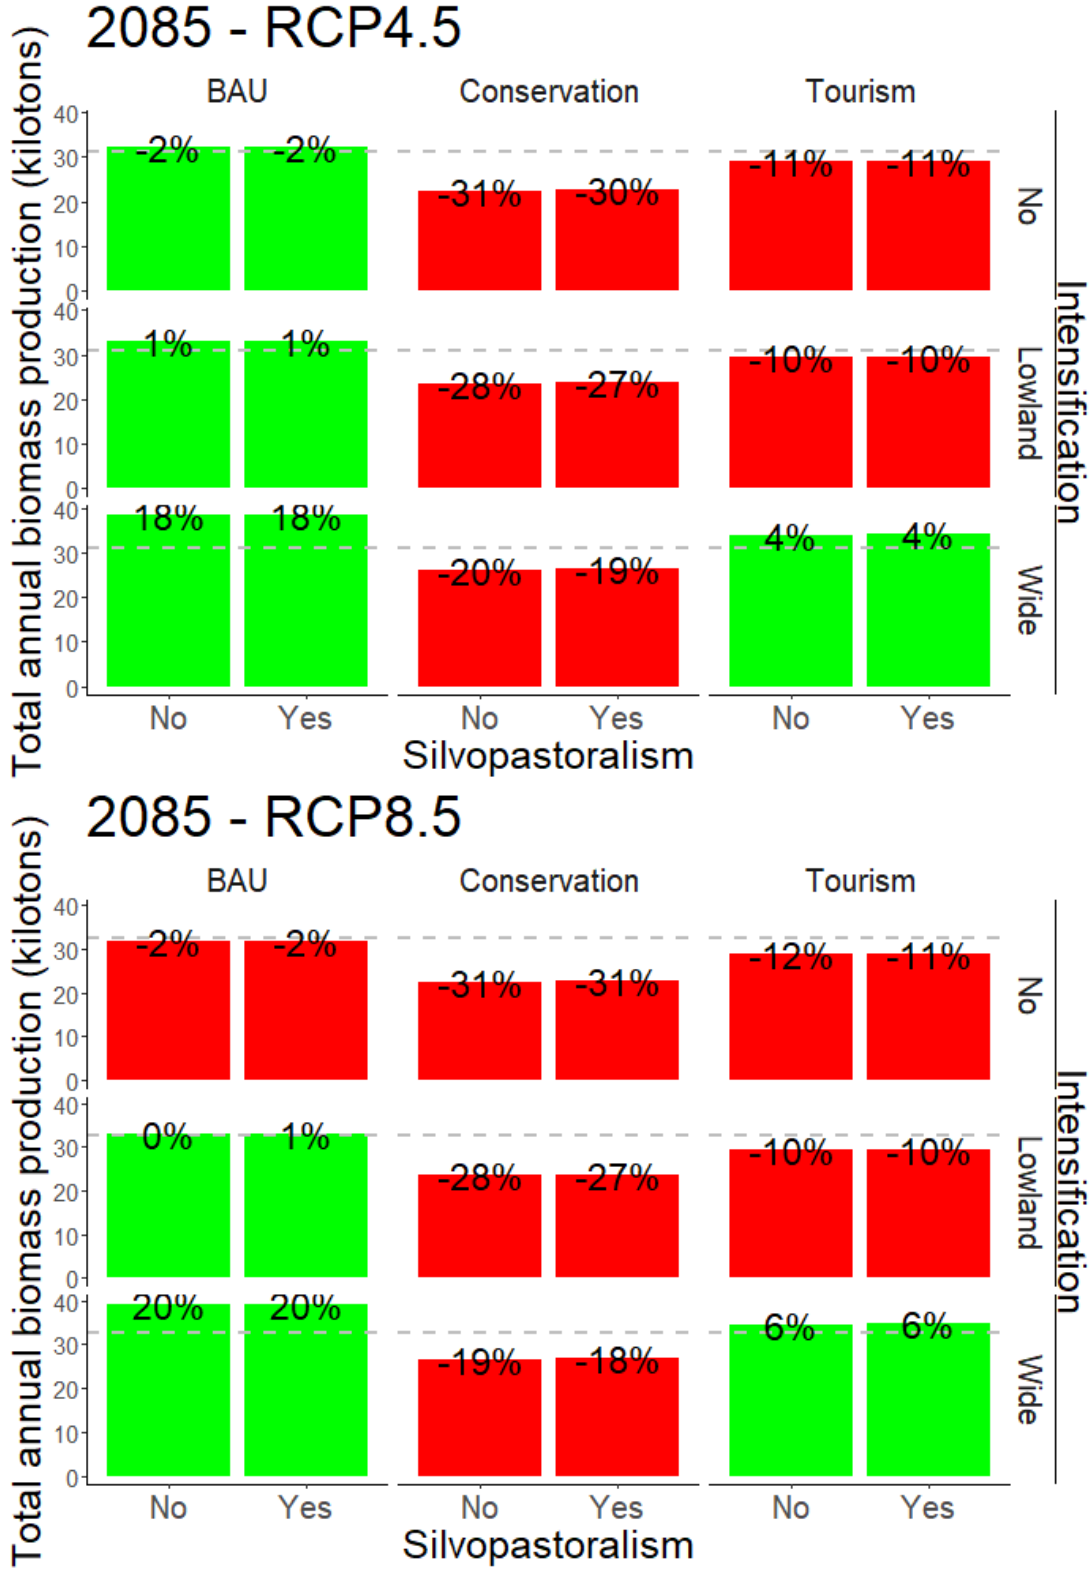 2085 - RCP4.5
BAU Conservation Tourism
Total annual biomass production (kilotons)
40
30
20
10
0
-2% -2% -31% -30% -11% -11%
No
40
30
20
10
0
1% 1% -28% -27% -10% -10%
Lowland
40
30
20
10
0
18% 18% -20% -19% 4% 4%
Wide
Intensification
No Yes No Yes No Yes
Silvopastoralism
2085 - RCP8.5
BAU Conservation Tourism
Total annual biomass production (kilotons)
40
30
20
10
0
-2% -2% -31% -31% -12% -11%
No
40
30
20
10
0
0% 1% -28% -27% -10% -10%
Lowland
40
30
20
10
0
20% 20% -19% -18% 6% 6%
Wide
Intensification
No Yes No Yes No Yes
Silvopastoralism